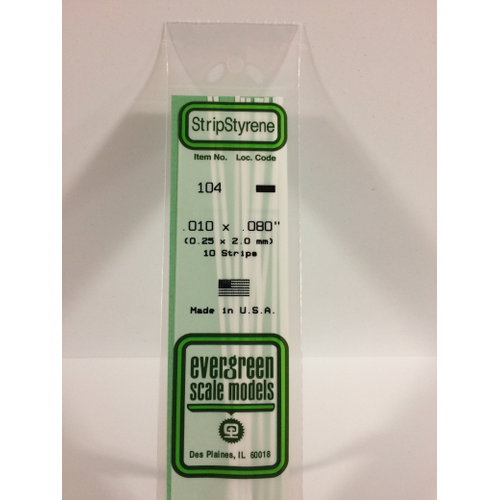 StripStyrene
Item No. Loc. Code
104
.010 x .080"
(0.25 x 2.0 mm)
10 Strips
Made in U.S.A.
evergreen
scale models
Des Plaines, IL 60018